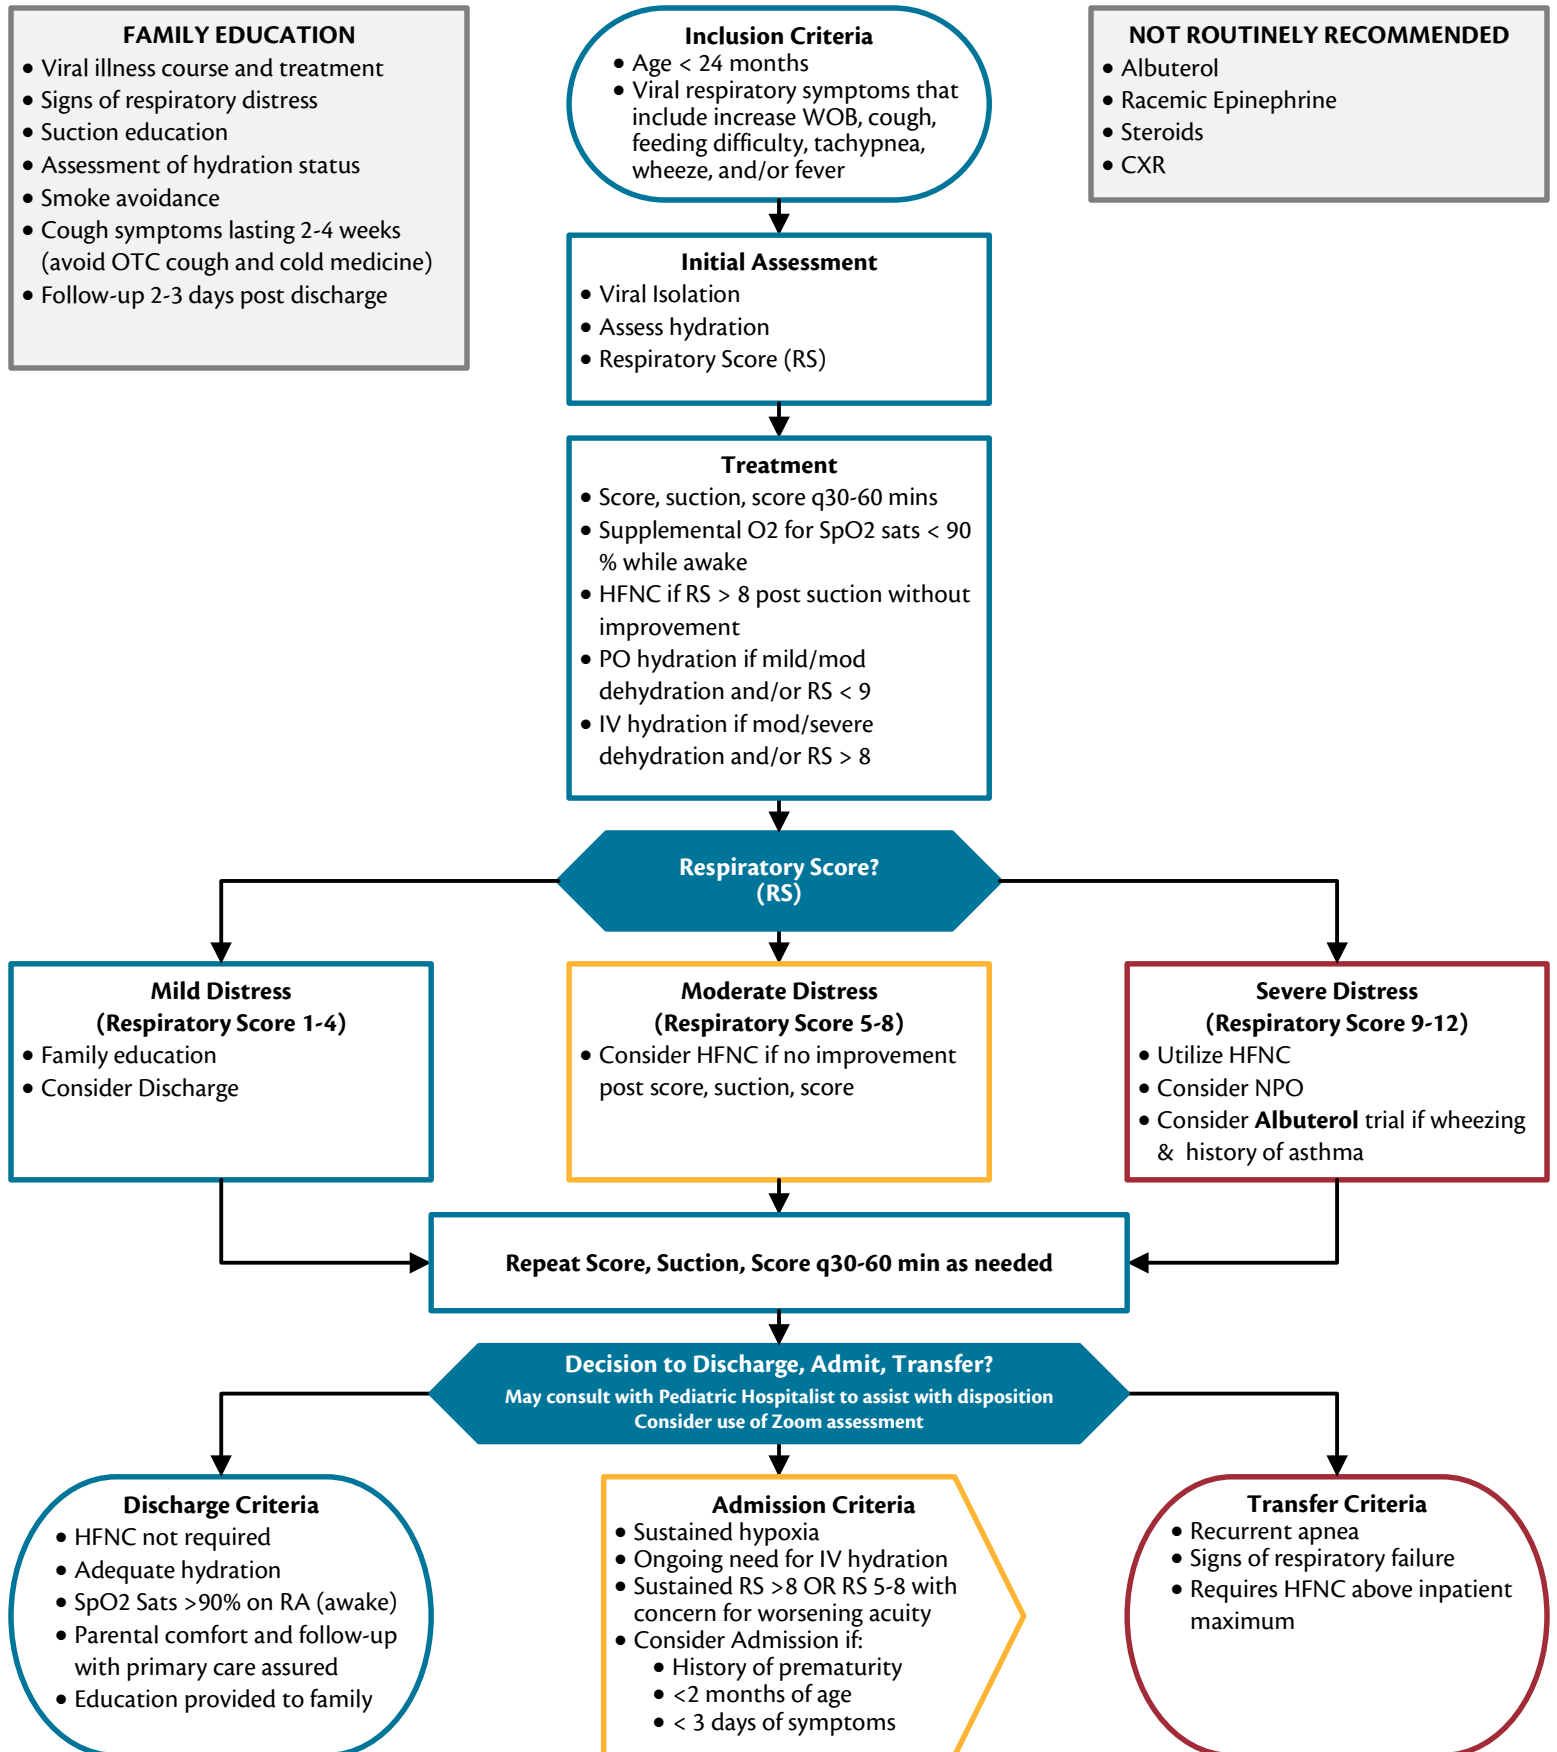 FAMILY EDUCATION
• Viral illness course and treatment
• Signs of respiratory distress
• Suction education
• Assessment of hydration status
• Smoke avoidance
• Cough symptoms lasting 2-4 weeks
(avoid OTC cough and cold medicine)
• Follow-up 2-3 days post discharge
Inclusion Criteria
• Age < 24 months
• Viral respiratory symptoms that
include increase WOB, cough,
feeding difficulty, tachypnea,
wheeze, and/or fever
NOT ROUTINELY RECOMMENDED
• Albuterol
• Racemic Epinephrine
• Steroids
• CXR
Initial Assessment
• Viral Isolation
• Assess hydration
• Respiratory Score (RS)
Treatment
• Score, suction, score q30-60 mins
• Supplemental O2 for SpO2 sats < 90
% while awake
• HFNC if RS > 8 post suction without
improvement
• PO hydration if mild/mod
dehydration and/or RS < 9
• IV hydration if mod/severe
dehydration and/or RS > 8
Respiratory Score?
(RS)
Mild Distress
(Respiratory Score 1-4)
• Family education
• Consider Discharge
Moderate Distress
(Respiratory Score 5-8)
• Consider HFNC if no improvement
post score, suction, score
Severe Distress
(Respiratory Score 9-12)
• Utilize HFNC
• Consider NPO
• Consider Albuterol trial if wheezing
& history of asthma
Repeat Score, Suction, Score q30-60 min as needed
Decision to Discharge, Admit, Transfer?
May consult with Pediatric Hospitalist to assist with disposition
Consider use of Zoom assessment
Discharge Criteria
• HFNC not required
• Adequate hydration
• SpO2 Sats >90% on RA (awake)
• Parental comfort and follow-up
with primary care assured
• Education provided to family
Admission Criteria
• Sustained hypoxia
• Ongoing need for IV hydration
• Sustained RS >8 OR RS 5-8 with
concern for worsening acuity
• Consider Admission if:
• History of prematurity
• <2 months of age
• < 3 days of symptoms
Transfer Criteria
• Recurrent apnea
• Signs of respiratory failure
• Requires HFNC above inpatient
maximum